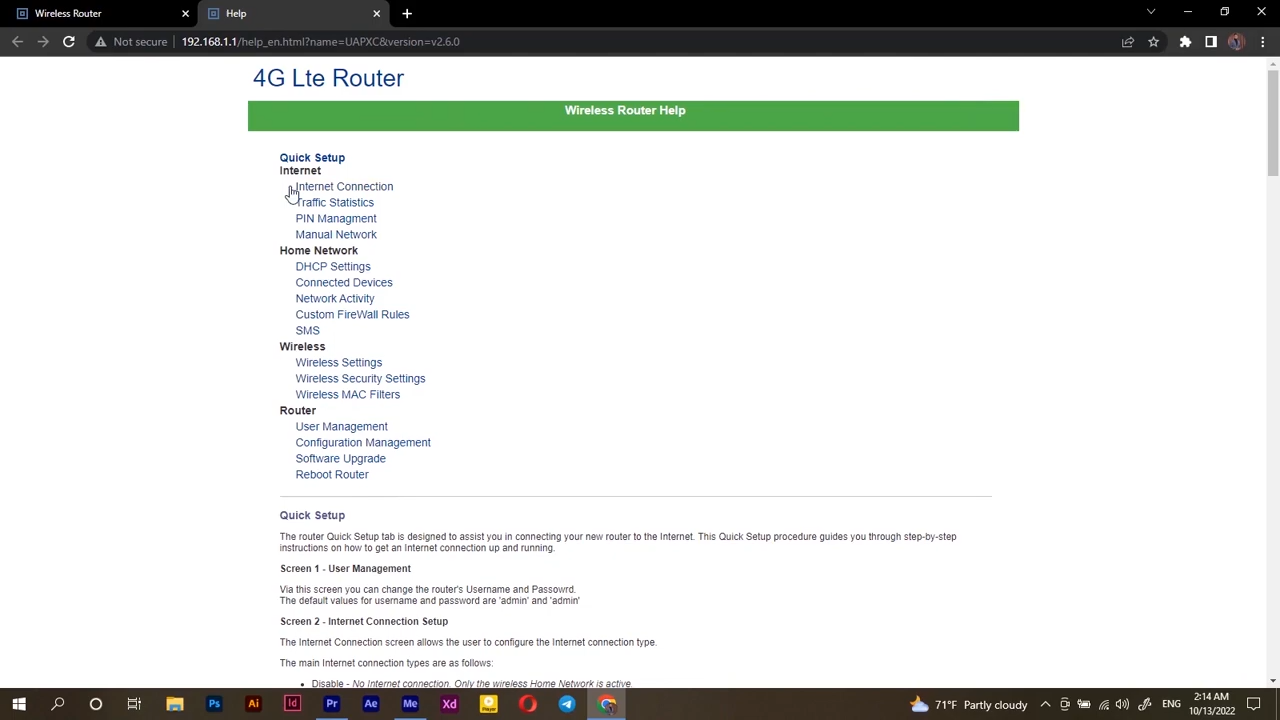 Wireless Router
Help
Not secure
192.168.1.1/help_en.html?name=UAPXC&version=v2.6.0
4G Lte Router
Wireless Router Help
Quick Setup
Internet
Internet Connection
Traffic Statistics
PIN Managment
Manual Network
Home Network
DHCP Settings
Connected Devices
Network Activity
Custom FireWall Rules
SMS
Wireless
Wireless Settings
Wireless Security Settings
Wireless MAC Filters
Router
User Management
Configuration Management
Software Upgrade
Reboot Router
Quick Setup
The router Quick Setup tab is designed to assist you in connecting your new router to the Internet. This Quick Setup procedure guides you through step-by-step
instructions on how to get an Internet connection up and running.
Screen 1 - User Management
Via this screen you can change the router's Username and Passowrd.
The default values for username and password are 'admin' and 'admin'
Screen 2 - Internet Connection Setup
The Internet Connection screen allows the user to configure the Internet connection type.
The main Internet connection types are as follows:
• Disable - No Internet connection. Only the wireless Home Network is active.
Ps
Ai
Id
Pr
Ae
Me
Xd
Player
71°F Partly cloudy
ENG
2:14 AM
10/13/2022